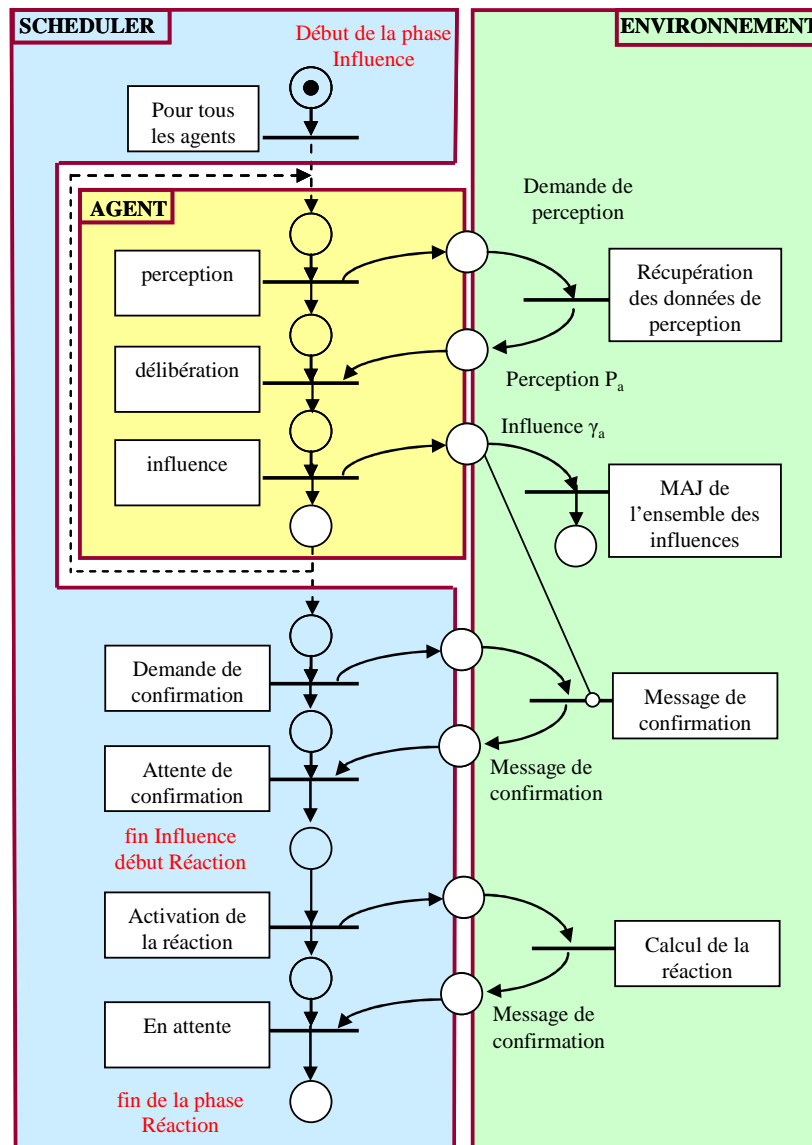 SCHEDULER
ENVIRONNEMENT
Début de la phase
Influence
Pour tous
les agents
AGENT
Demande de
perception
perception
Récupération
des données de
perception
délibération
Perception Pa
Influence γa
influence
MAJ de
l’ensemble des
influences
Demande de
confirmation
Message de
confirmation
Attente de
confirmation
Message de
confirmation
fin Influence
début Réaction
Activation de
la réaction
Calcul de la
réaction
En attente
Message de
confirmation
fin de la phase
Réaction